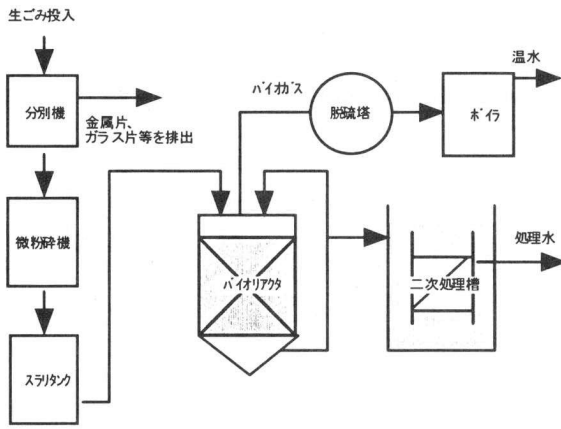 生ごみ投入
分別機
金属片、
ガラス片等を排出
微粉砕機
スラリタンク
バイオガス
脱硫塔
ボイラ
温水
バイオリアクタ
二次処理槽
処理水